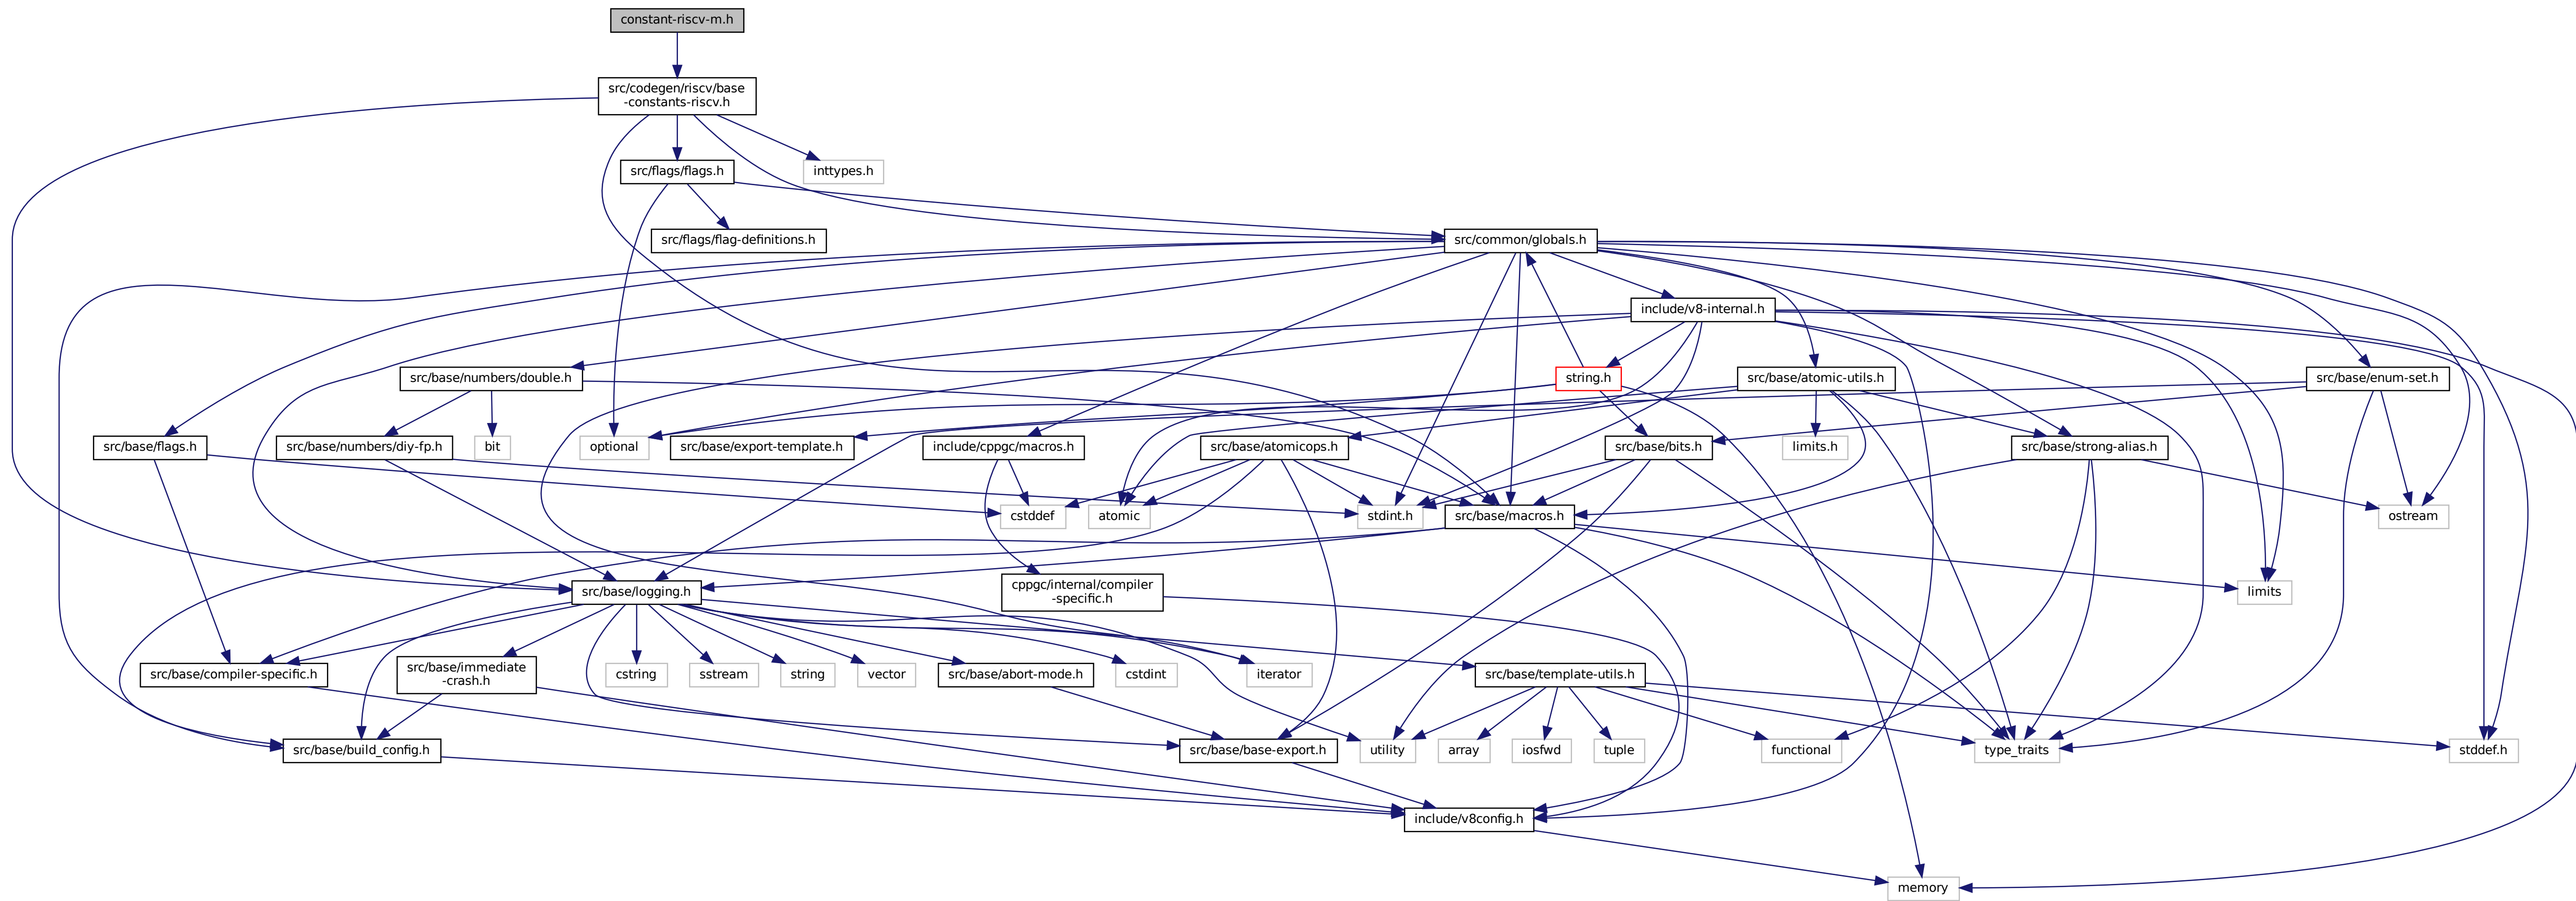 constant-riscv-m.h
src/codegen/riscv/base
-constants-riscv.h
src/flags/flags.h
inttypes.h
src/flags/flag-definitions.h
src/common/globals.h
include/v8-internal.h
src/base/numbers/double.h
string.h
src/base/atomic-utils.h
src/base/enum-set.h
src/base/flags.h
src/base/numbers/diy-fp.h
bit
optional
src/base/export-template.h
include/cppgc/macros.h
src/base/atomicops.h
src/base/bits.h
limits.h
src/base/strong-alias.h
cstddef
atomic
stdint.h
src/base/macros.h
ostream
src/base/logging.h
cppgc/internal/compiler
-specific.h
limits
src/base/compiler-specific.h
src/base/immediate
-crash.h
cstring
sstream
string
vector
src/base/abort-mode.h
cstdint
iterator
src/base/template-utils.h
src/base/build_config.h
src/base/base-export.h
utility
array
iosfwd
tuple
functional
type_traits
stddef.h
include/v8config.h
memory